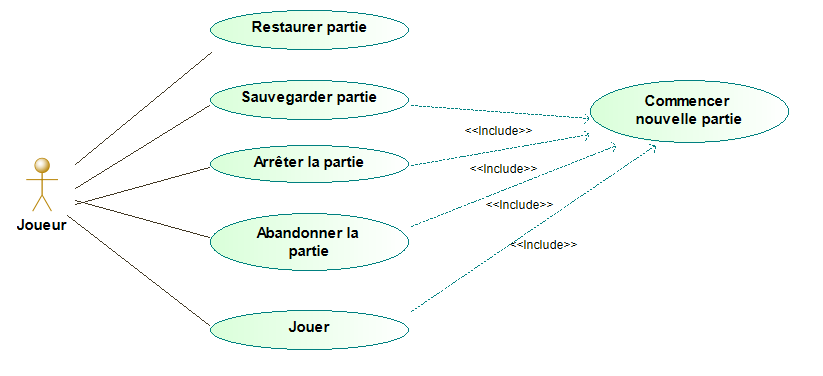 Restaurer partie
Sauvegarder partie
Commencer
nouvelle partie
<<Include>>
Arrêter la partie
<<Include>>
Joueur
<<Include>>
Abandonner la
partie
<<Include>>
Jouer